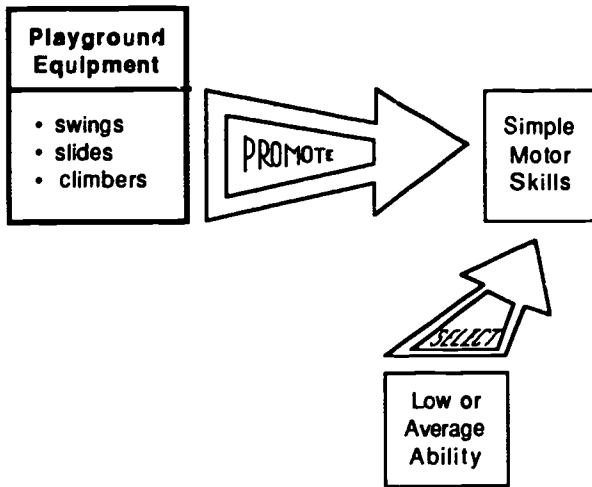 Playground
Equipment
• swings
• slides
• climbers
PROMOTE
Simple
Motor
Skills
SELECT
Low or
Average
Ability